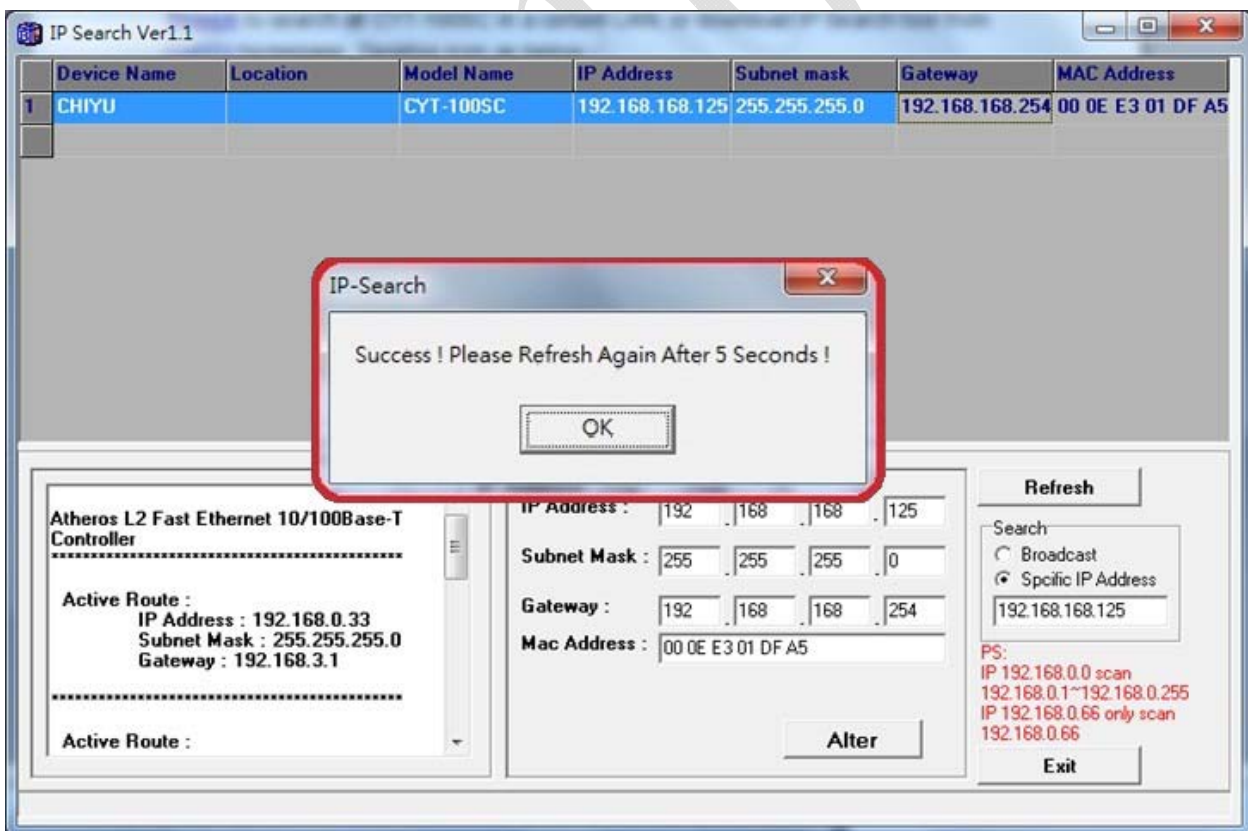 IP Search Ver1.1
Device Name Location Model Name IP Address Subnet mask Gateway MAC Address
1 CHIYU CYT-100SC 192.168.168.125 255.255.255.0 192.168.168.254 00 0E E3 01 DF A5
IP-Search
Success ! Please Refresh Again After 5 Seconds !
OK
Atheros L2 Fast Ethernet 10/100Base-T
Controller
**********************************************
Active Route :
IP Address : 192.168.0.33
Subnet Mask : 255.255.255.0
Gateway : 192.168.3.1
**********************************************
Active Route :
IP Address : 192 . 168 . 168 . 125
Subnet Mask : 255 . 255 . 255 . 0
Gateway : 192 . 168 . 168 . 254
Mac Address : 00 0E E3 01 DF A5
Alter
Refresh
Search
Broadcast
Spcific IP Address
192.168.168.125
PS:
IP 192.168.0.0 scan
192.168.0.1~192.168.0.255
IP 192.168.0.66 only scan
192.168.0.66
Exit